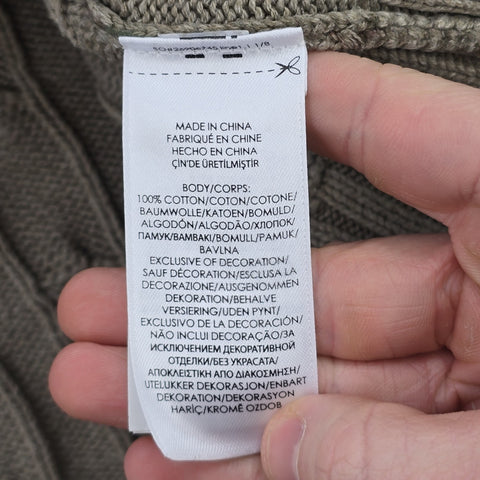 MADE IN CHINA
FABRIQUÉ EN CHINE
HECHO EN CHINA
ÇİN'DE ÜRETİLMİŞTİR
BODY/CORPS:
100% COTTON/COTON/COTONE/
BAUMWOLLE/KATOEN/BOMULD/
ALGODÓN/ALGODÃO/ХЛОПОК/
ПАМУК/ΒΑΜΒΑΚΙ/BOMULL/PAMUK/
BAVLNA
EXCLUSIVE OF DECORATION/
SAUF DÉCORATION/ESCLUSA LA
DECORAZIONE/AUSGENOMMEN
DEKORATION/BEHALVE
VERSIERING/UDEN PYNT/
EXCLUSIVO DE LA DECORACIÓN/
NÃO INCLUI DECORAÇÃO/ЗА
ИСКЛЮЧЕНИЕМ ДЕКОРАТИВНОЙ
ОТДЕЛКИ/БЕЗ УКРАСАТА/
ΑΠΟΚΛΕΙΣΤΙΚΗ ΑΠΟ ΔΙΑΚΟΣΜΗΣΗ/
UTELUKKER DEKORASJON/ENBART
DEKORATION/DEKORASYON
HARİÇ/KROMĚ OZDOB